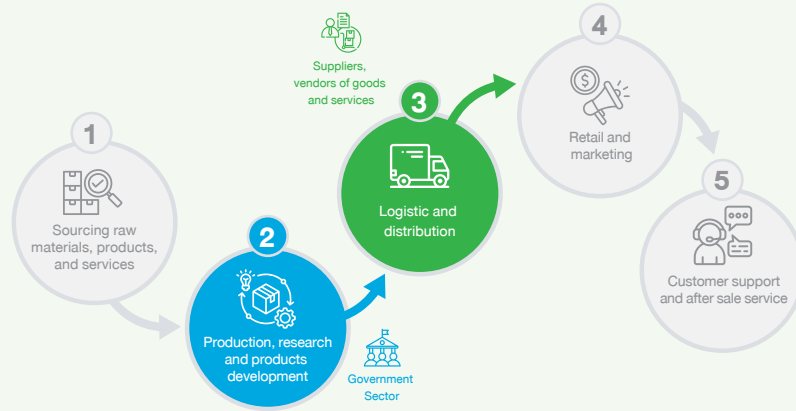 1
Sourcing raw
materials, products,
and services
2
Production, research
and products
development
Government
Sector
Suppliers,
vendors of goods
and services
3
Logistic and
distribution
4
$
Retail and
marketing
5
Customer support
and after sale service